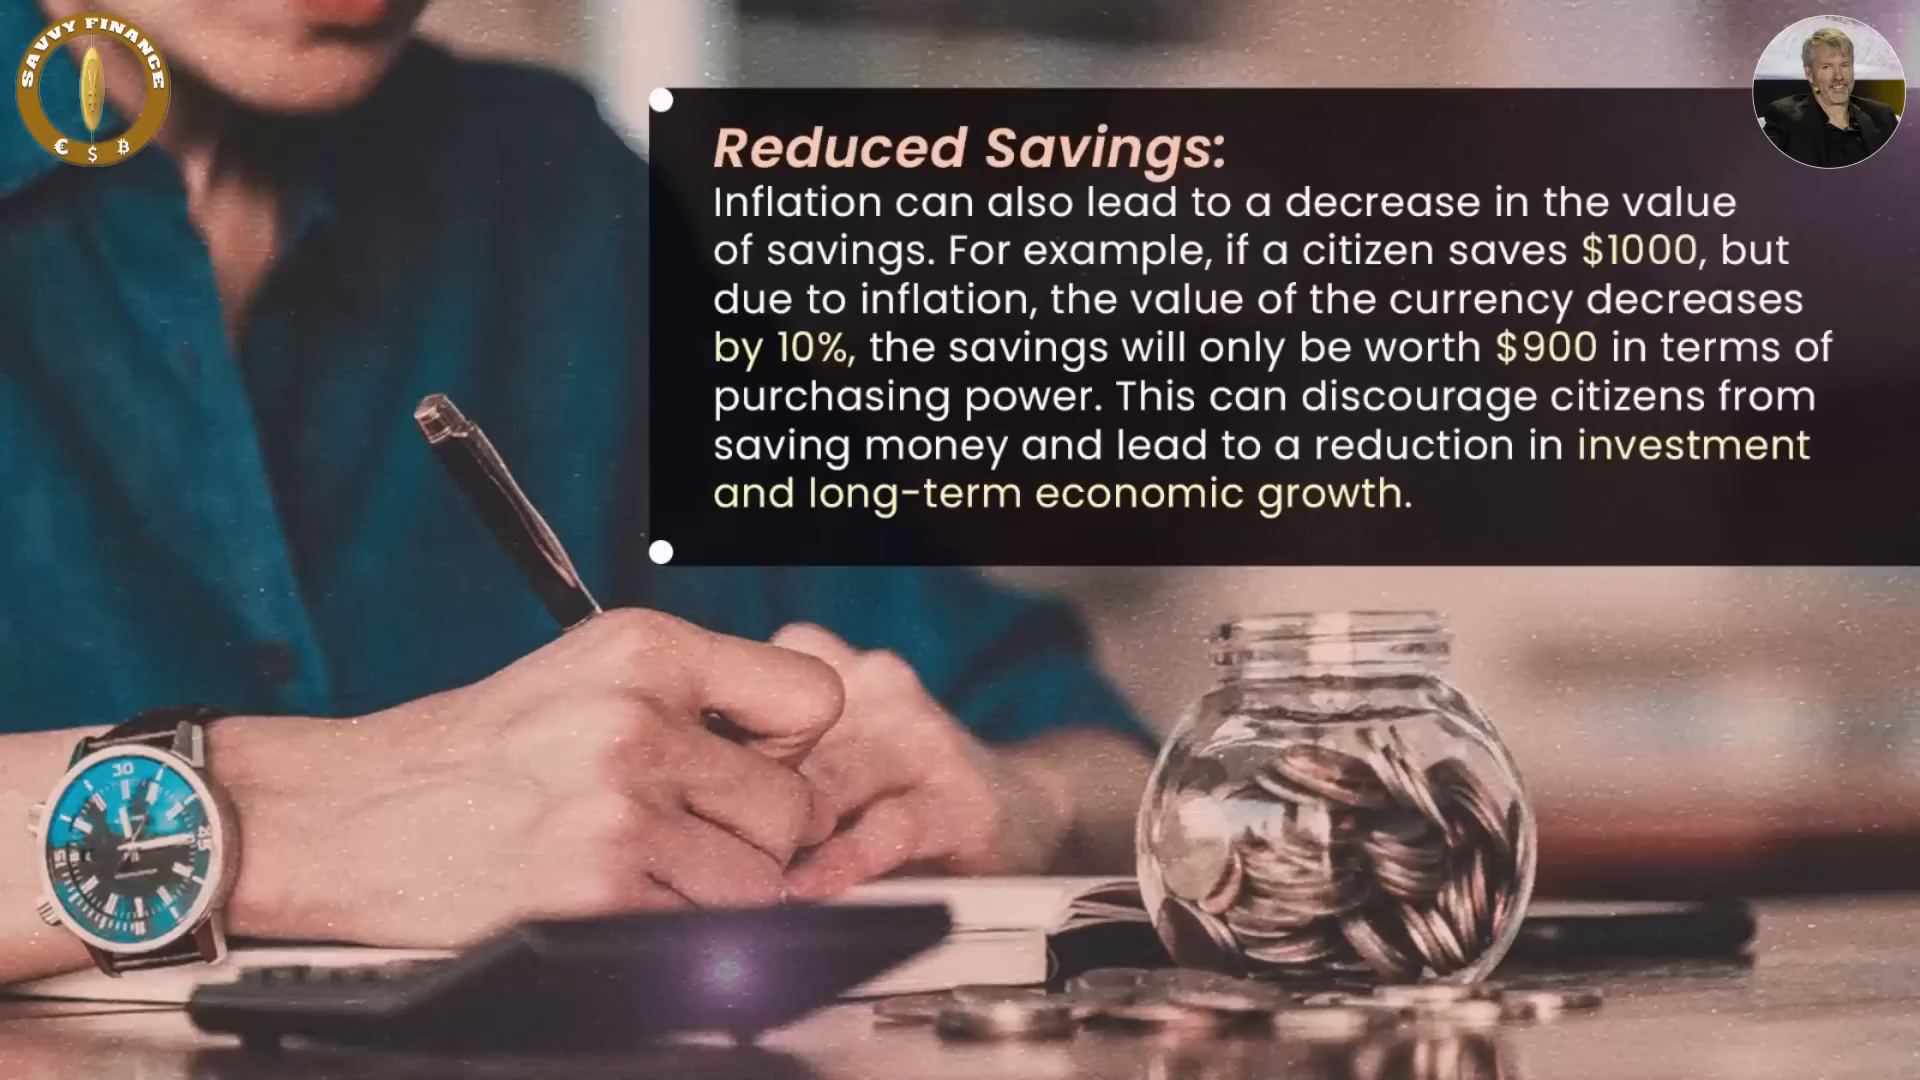 SAVVY FINANCE
€ $ ₿
Reduced Savings:
Inflation can also lead to a decrease in the value
of savings. For example, if a citizen saves $1000, but
due to inflation, the value of the currency decreases
by 10%, the savings will only be worth $900 in terms of
purchasing power. This can discourage citizens from
saving money and lead to a reduction in investment
and long-term economic growth.
30